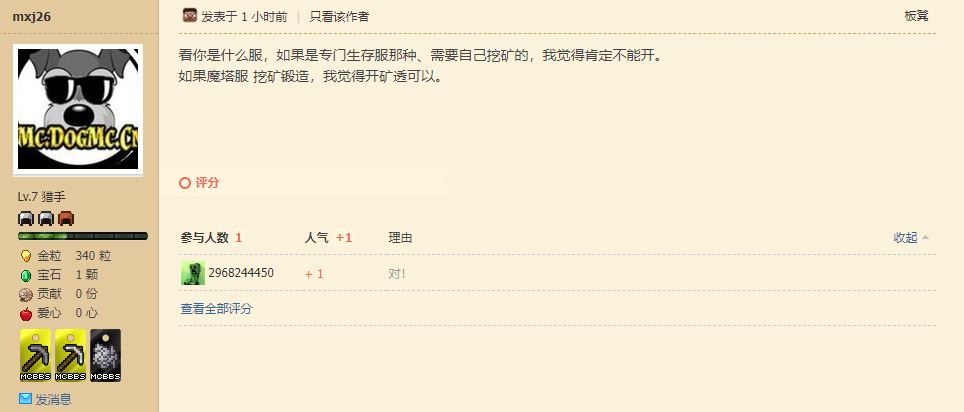 mxj26
发表于 1 小时前 | 只看该作者
板凳
MC.DOGMC.CN
看你是什么服，如果是专门生存服那种、需要自己挖矿的，我觉得肯定不能开。
如果魔塔服 挖矿锻造，我觉得开矿透可以。
评分
Lv.7 猎手
参与人数 1 人气 +1 理由 收起
金粒 340 粒
宝石 1 颗
贡献 0 份
爱心 0 心
2968244450 + 1 对！
查看全部评分
MCBBS MCBBS MCBBS
发消息